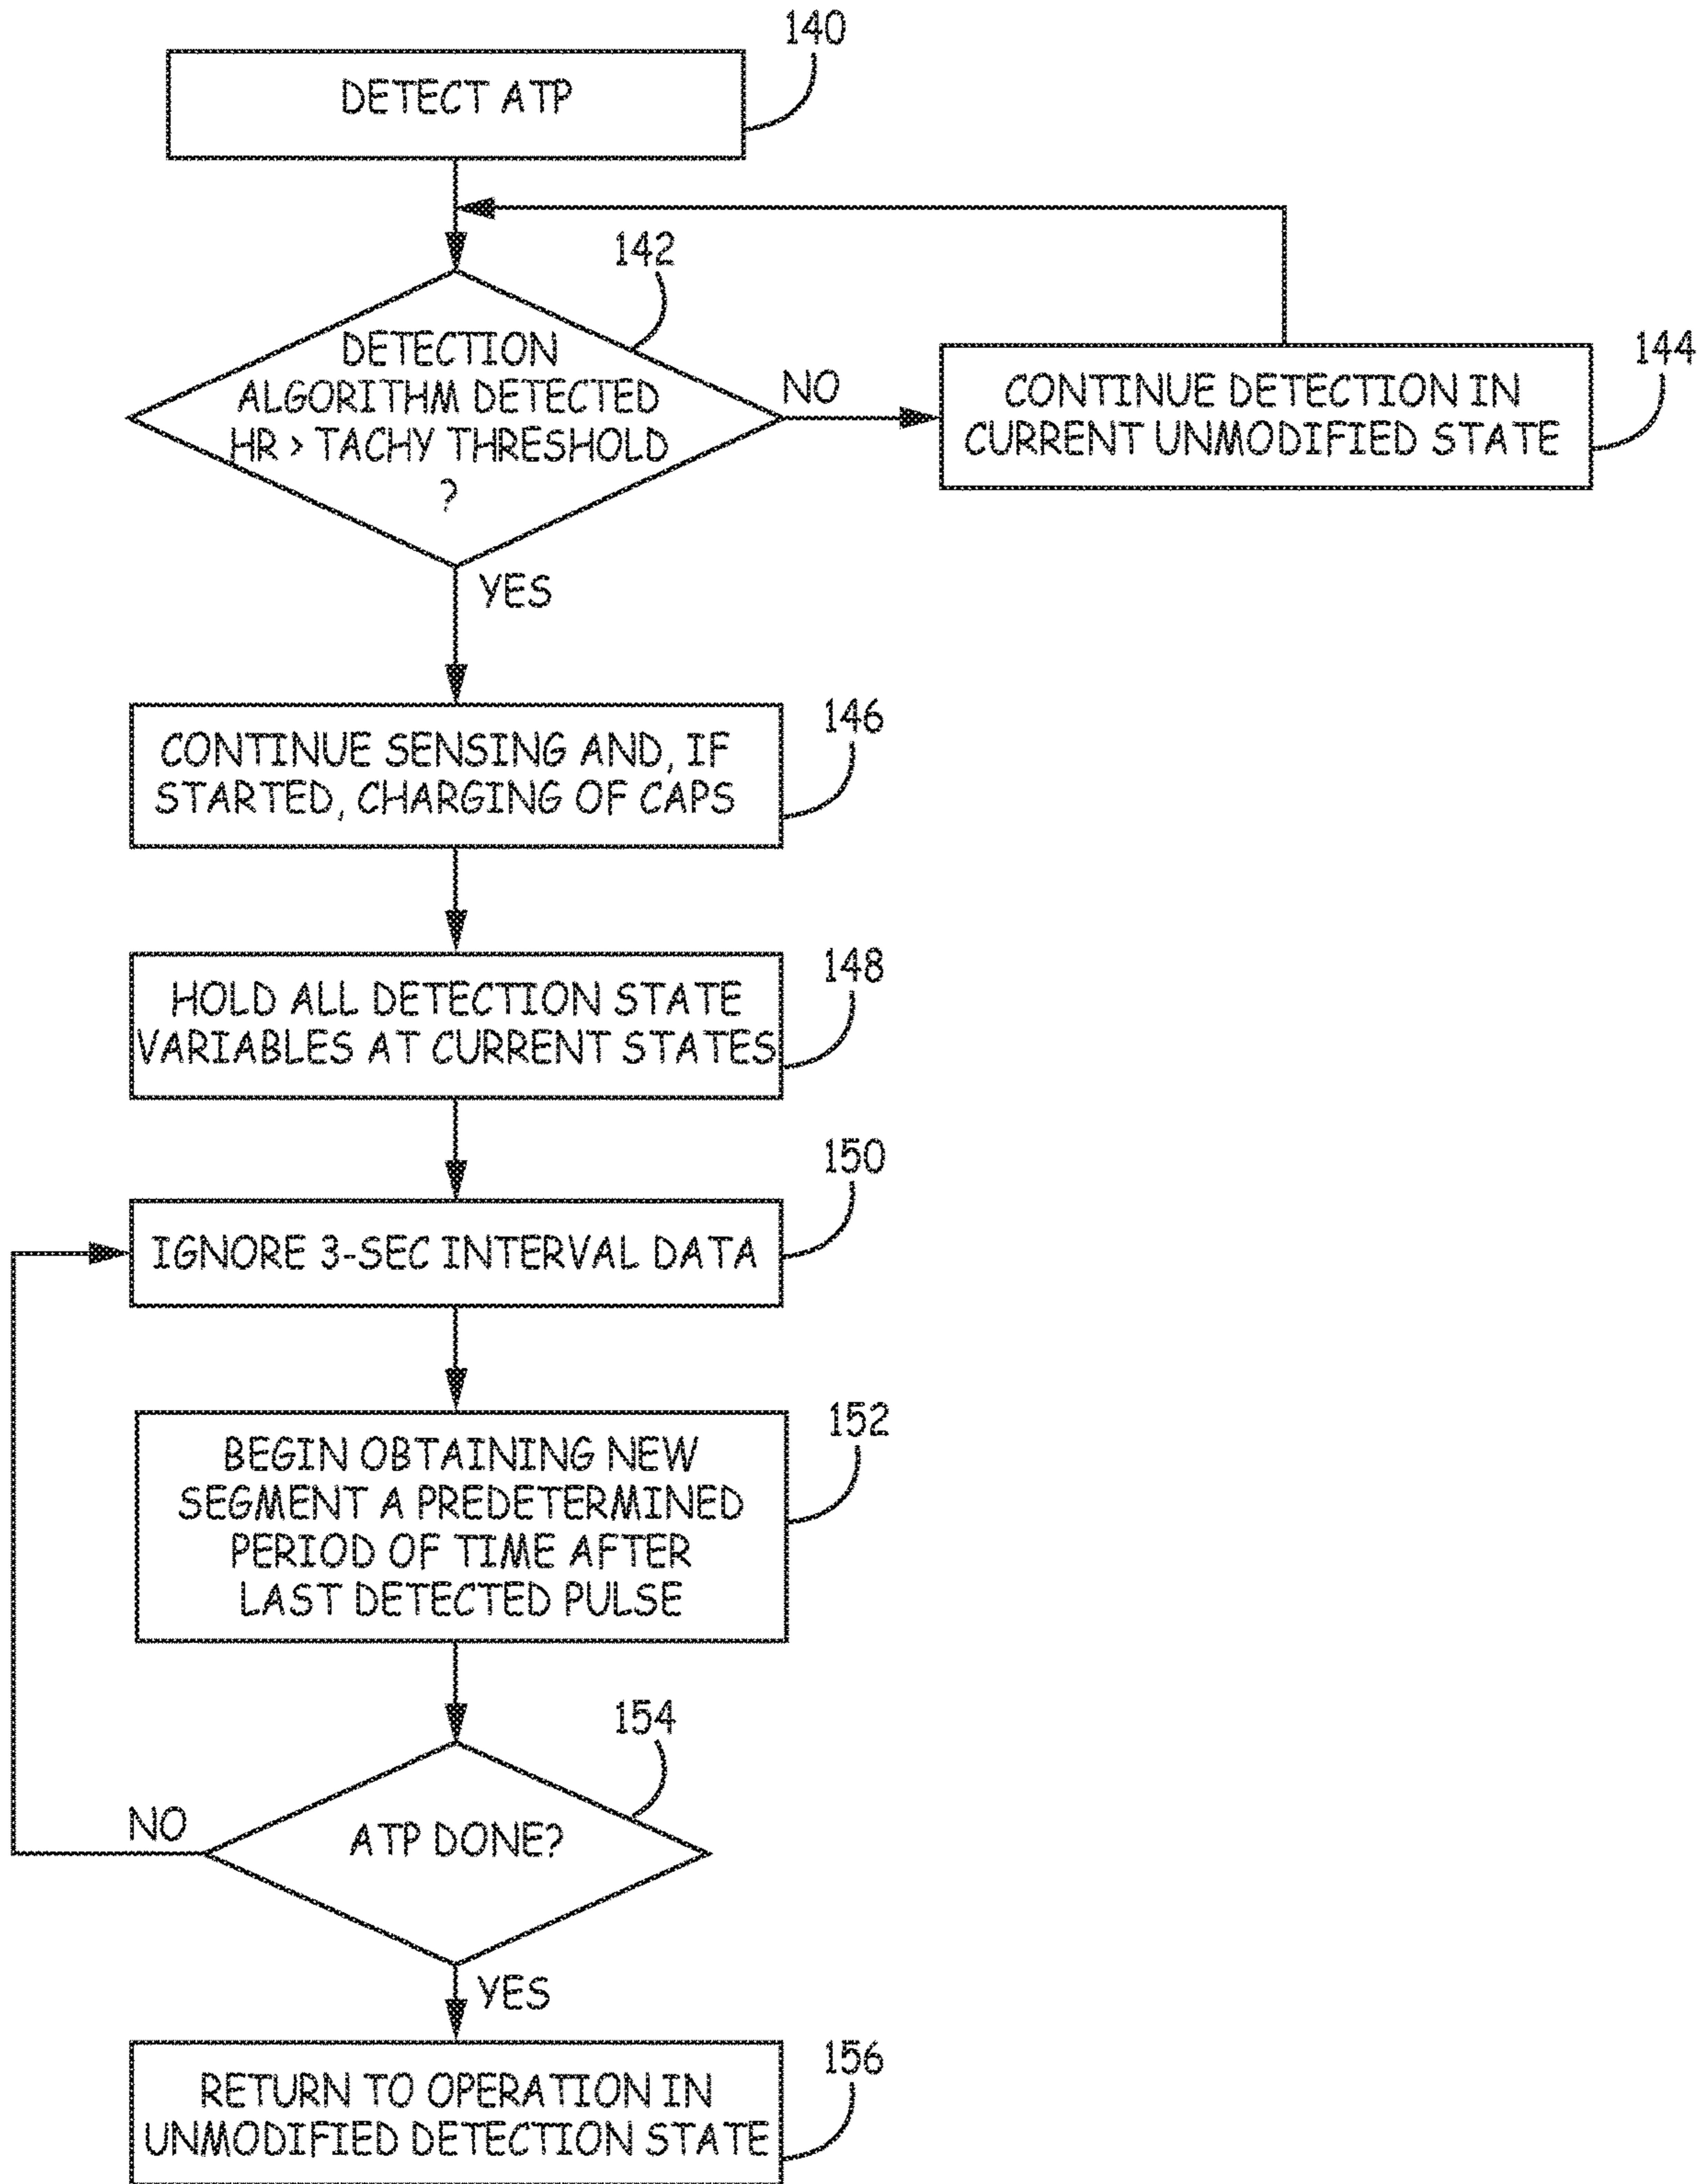 140
DETECT ATP
142
DETECTION
ALGORITHM DETECTED
HR > TACHY THRESHOLD
?
NO
144
CONTINUE DETECTION IN
CURRENT UNMODIFIED STATE
YES
146
CONTINUE SENSING AND, IF
STARTED, CHARGING OF CAPS
148
HOLD ALL DETECTION STATE
VARIABLES AT CURRENT STATES
150
IGNORE 3-SEC INTERVAL DATA
152
BEGIN OBTAINING NEW
SEGMENT A PREDETERMINED
PERIOD OF TIME AFTER
LAST DETECTED PULSE
154
NO
ATP DONE?
YES
156
RETURN TO OPERATION IN
UNMODIFIED DETECTION STATE